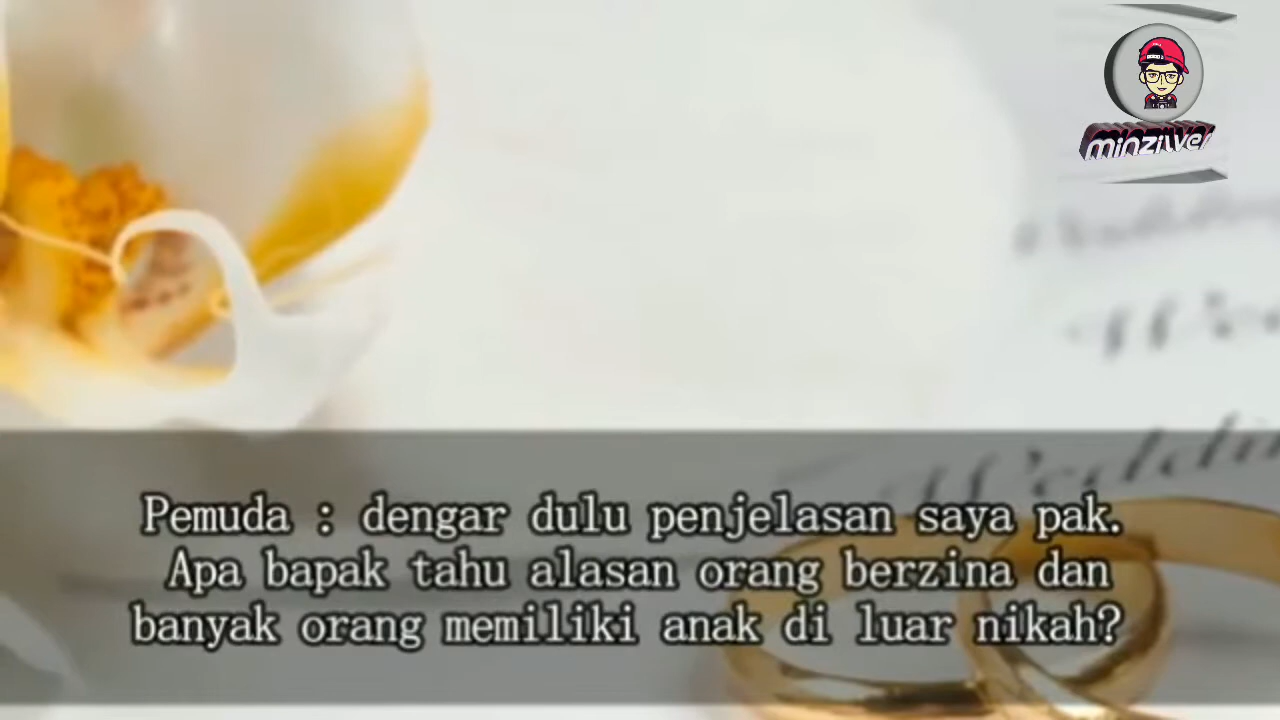 minzilver
Pemuda : dengar dulu penjelasan saya pak.
Apa bapak tahu alasan orang berzina dan
banyak orang memiliki anak di luar nikah?